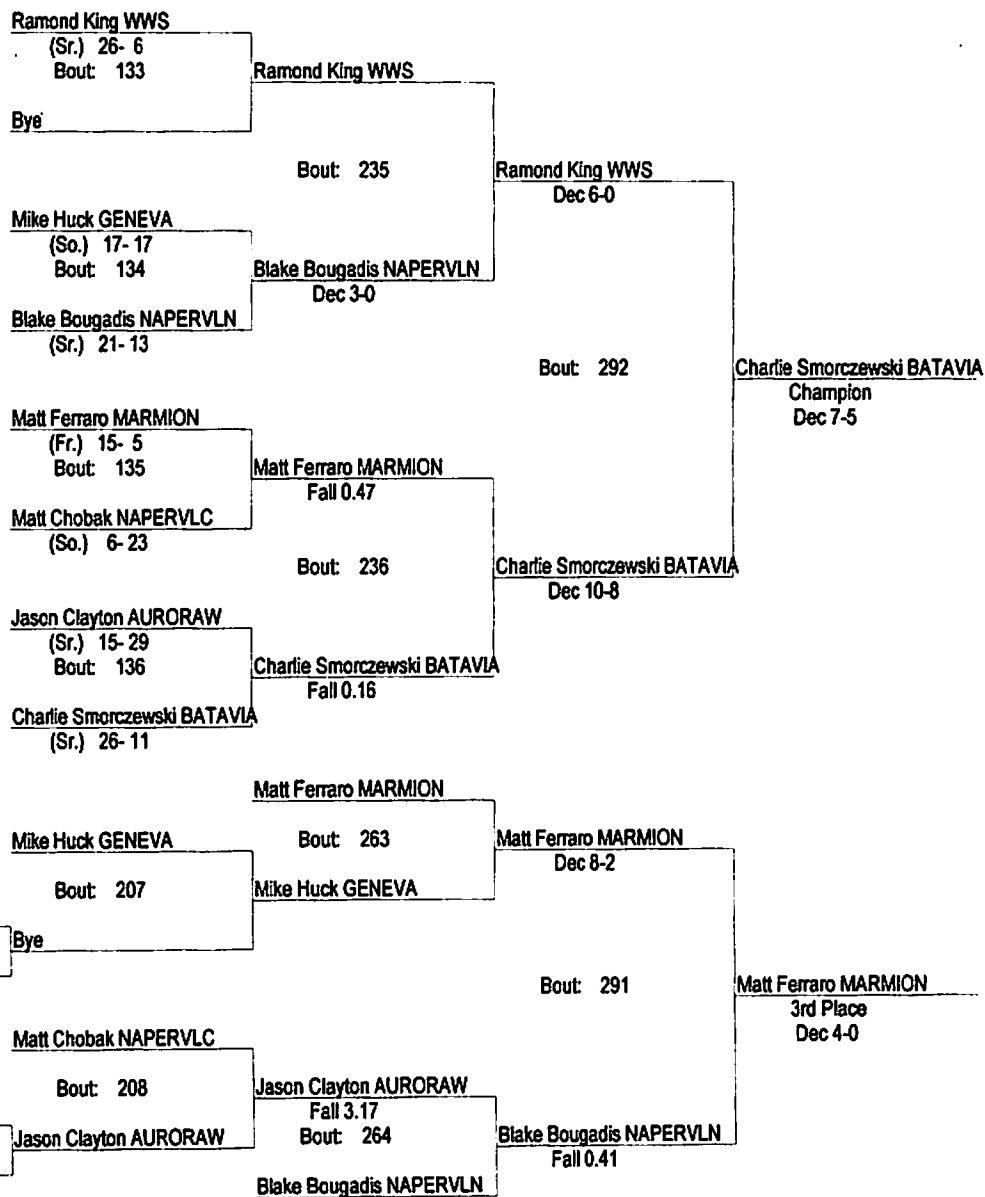 Ramond King WWS
(Sr.) 26- 6
Bout: 133
Ramond King WWS
Bye
Bout: 235
Ramond King WWS
Dec 6-0
Mike Huck GENEVA
(So.) 17- 17
Bout: 134
Blake Bougadis NAPERVLN
Dec 3-0
Blake Bougadis NAPERVLN
(Sr.) 21- 13
Bout: 292
Charlie Smorczewski BATAVIA
Champion
Dec 7-5
Matt Ferraro MARMION
(Fr.) 15- 5
Bout: 135
Matt Ferraro MARMION
Fall 0.47
Matt Chobak NAPERVLC
(So.) 6- 23
Bout: 236
Charlie Smorczewski BATAVIA
Dec 10-8
Jason Clayton AURORAW
(Sr.) 15- 29
Bout: 136
Charlie Smorczewski BATAVIA
Fall 0.16
Charlie Smorczewski BATAVIA
(Sr.) 26- 11
Matt Ferraro MARMION
Mike Huck GENEVA
Bout: 263
Matt Ferraro MARMION
Dec 8-2
Bout: 207
Mike Huck GENEVA
Bye
Bout: 291
Matt Ferraro MARMION
3rd Place
Dec 4-0
Matt Chobak NAPERVLC
Bout: 208
Jason Clayton AURORAW
Fall 3.17
Bout: 264
Jason Clayton AURORAW
Blake Bougadis NAPERVLN
Fall 0.41
Blake Bougadis NAPERVLN